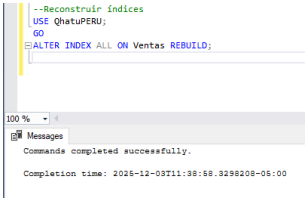 --Reconstruir índices
USE QhatuPERU;
GO
ALTER INDEX ALL ON Ventas REBUILD;
100 %
Messages
Commands completed successfully.
Completion time: 2025-12-03T11:38:58.3298208-05:00